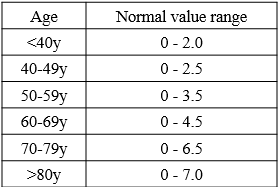 Age Normal value range
<40y 0 - 2.0
40-49y 0 - 2.5
50-59y 0 - 3.5
60-69y 0 - 4.5
70-79y 0 - 6.5
>80y 0 - 7.0